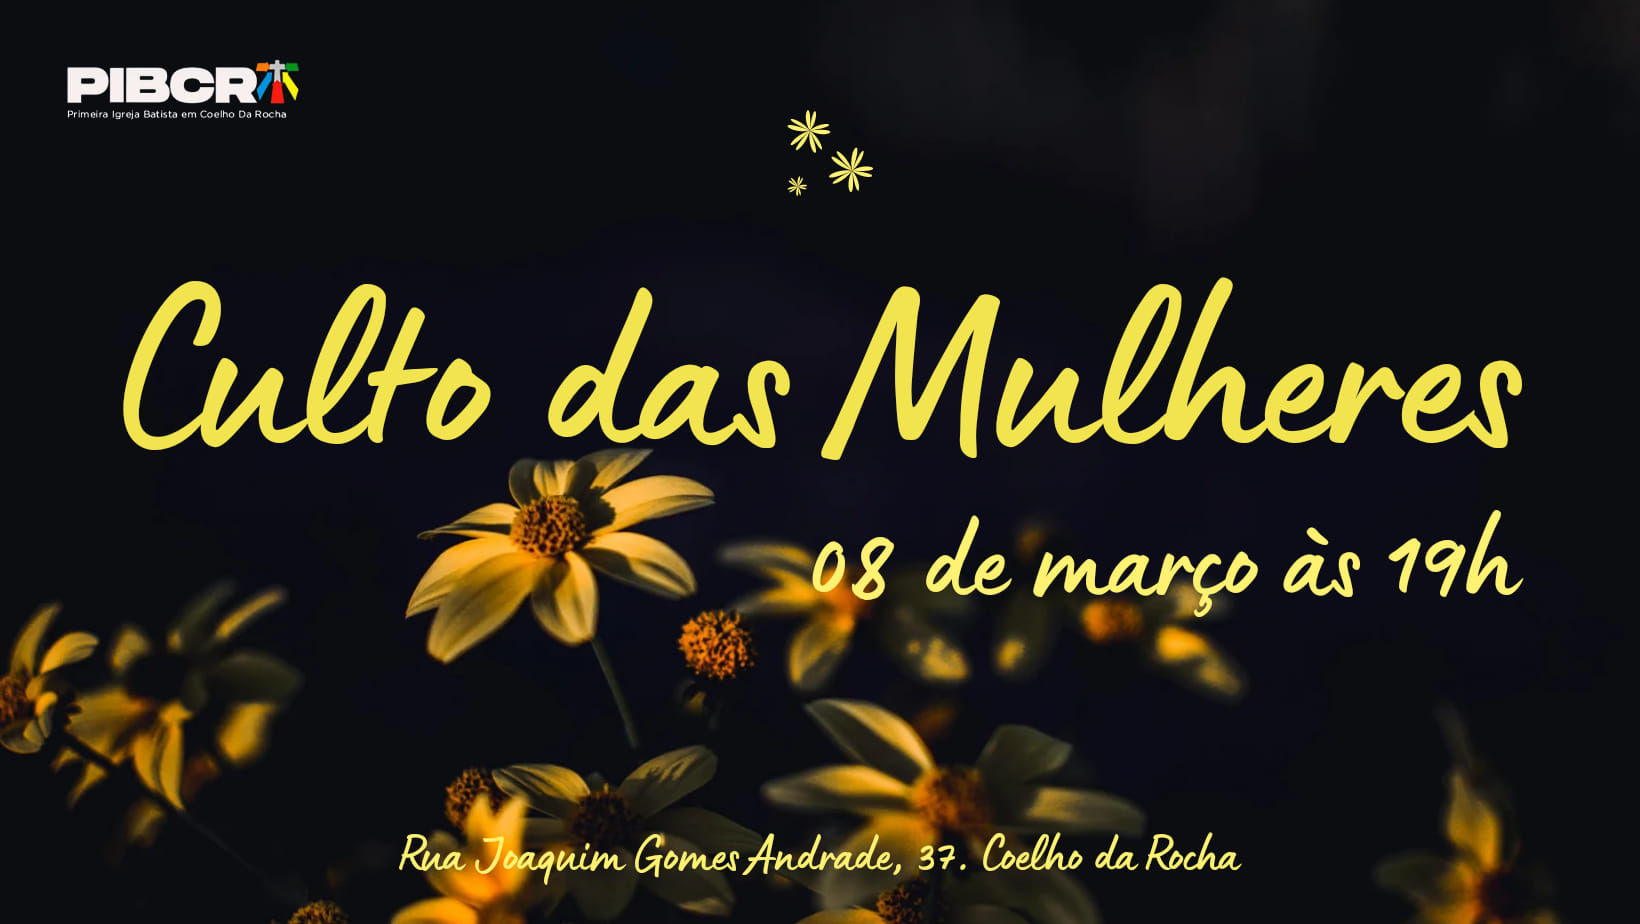 PIBCR
Primeira Igreja Batista em Coelho Da Rocha
Culto das Mulheres
08 de março às 19h
Rua Joaquim Gomes Andrade, 37. Coelho da Rocha